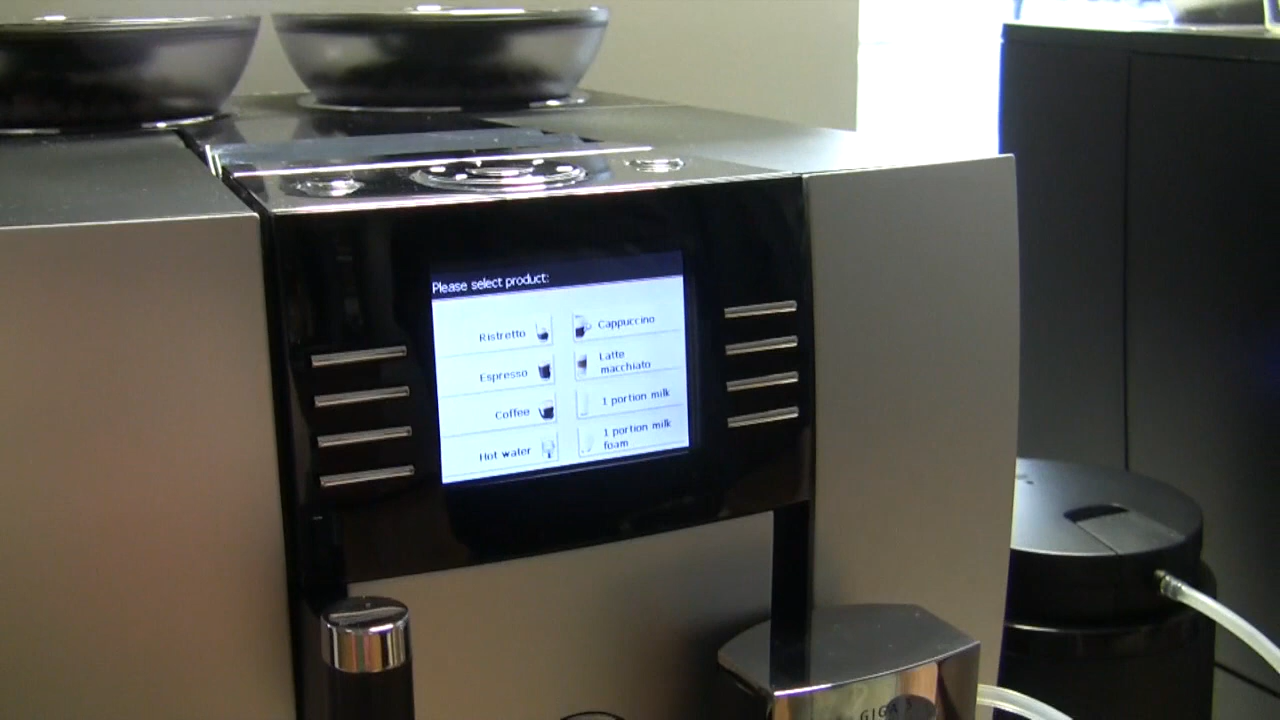 Please select product:
Ristretto
Espresso
Coffee
Hot water
Cappuccino
Latte
macchiato
1 portion milk
1 portion milk
foam
GIGA 5